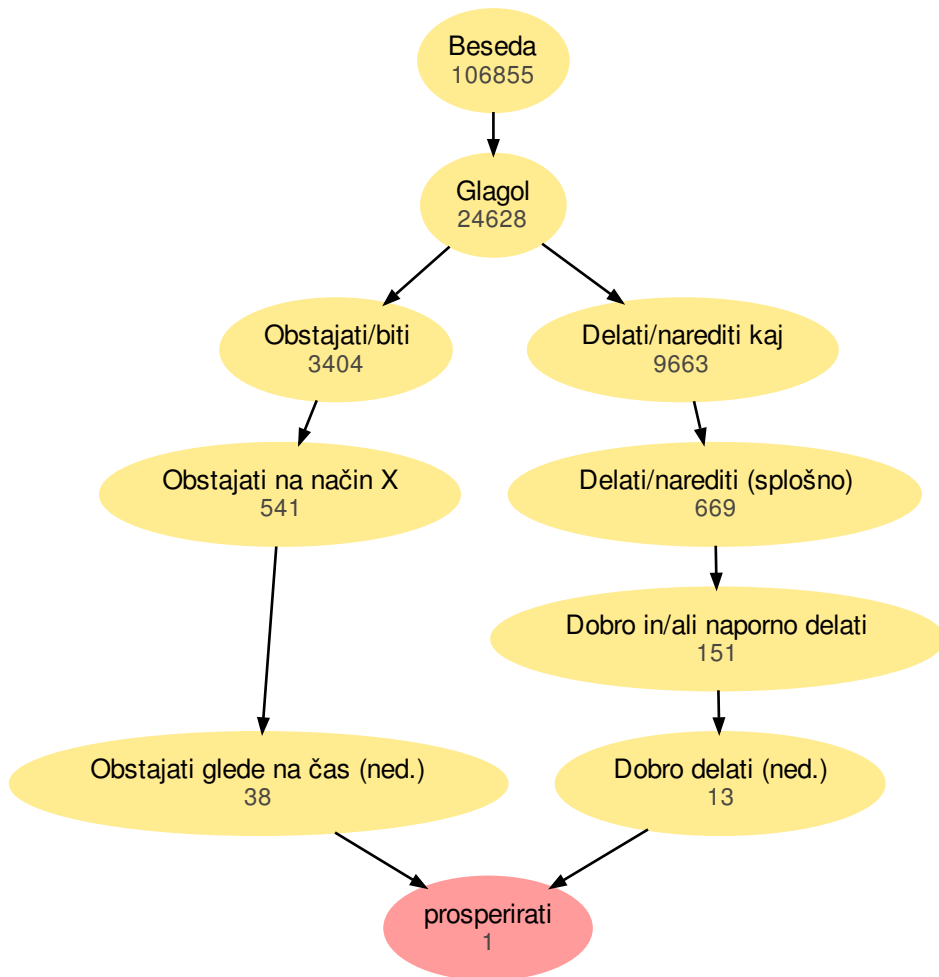 Beseda
106855
Glagol
24628
Obstajati/biti
3404
Delati/narediti kaj
9663
Obstajati na način X
541
Delati/narediti (splošno)
669
Dobro in/ali naporno delati
151
Obstajati glede na čas (ned.)
38
Dobro delati (ned.)
13
prosperirati
1